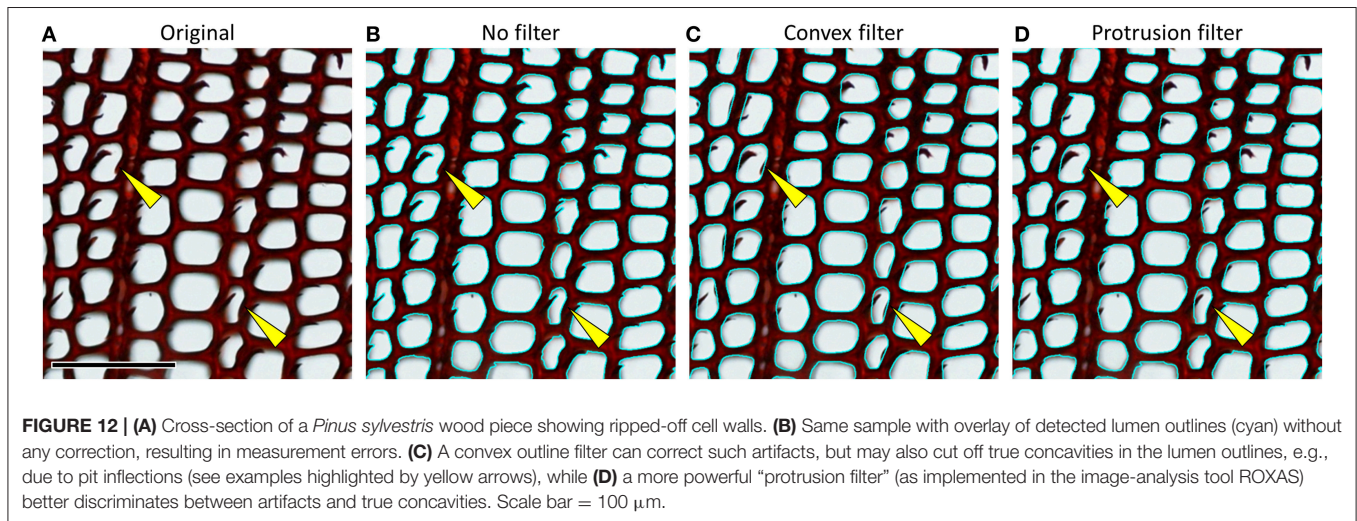 A Original B No filter C Convex filter D Protrusion filter
FIGURE 12 | (A) Cross-section of a Pinus sylvestris wood piece showing ripped-off cell walls. (B) Same sample with overlay of detected lumen outlines (cyan) without
any correction, resulting in measurement errors. (C) A convex outline filter can correct such artifacts, but may also cut off true concavities in the lumen outlines, e.g.,
due to pit inflections (see examples highlighted by yellow arrows), while (D) a more powerful “protrusion filter” (as implemented in the image-analysis tool ROXAS)
better discriminates between artifacts and true concavities. Scale bar = 100 μm.